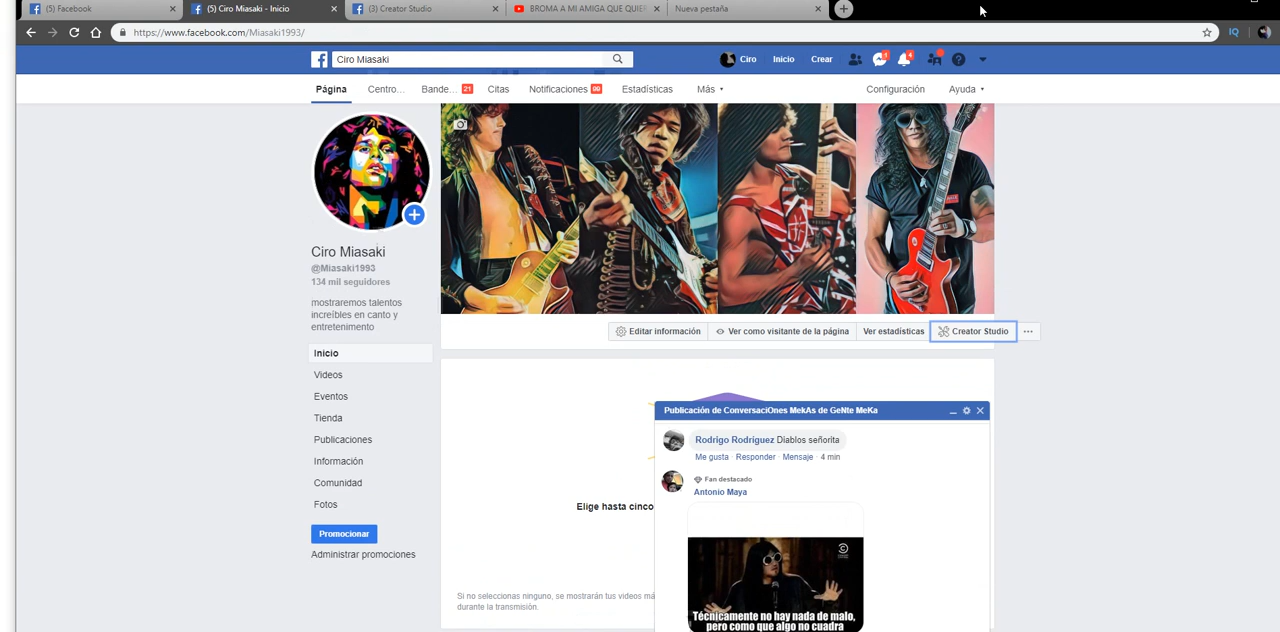 (5) Facebook
(5) Ciro Miasaki - Inicio
(3) Creator Studio
BROMA A MI AMIGA QUE QUIE
Nueva pestaña
https://www.facebook.com/Miasaki1993/
IQ
Ciro Miasaki
Ciro
Inicio
Crear
1
4
Página
Centro...
Bande... 21
Citas
Notificaciones 99
Estadísticas
Más
Configuración
Ayuda
Ciro Miasaki
@Miasaki1993
134 mil seguidores
mostraremos talentos
increíbles en canto y
entretenimiento
Editar información
Ver como visitante de la página
Ver estadísticas
Creator Studio
Inicio
Videos
Eventos
Tienda
Publicaciones
Información
Comunidad
Fotos
Promocionar
Administrar promociones
Elige hasta cinco
Si no seleccionas ninguno, se mostrarán tus videos má
durante la transmisión.
Publicación de ConversaciOnes MekAs de GeNte MeKa
Rodrigo Rodríguez Diablos señorita
Me gusta · Responder · Mensaje · 4 min
Fan destacado
Antonio Maya
Técnicamente no hay nada de malo,
pero como que algo no cuadra